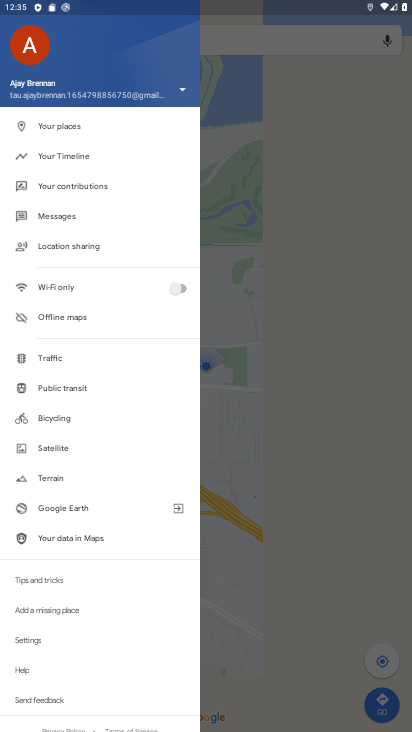 12:35
A
Ajay Brennan
tau.ajaybrennan.1654798856750@gmail...
Your places
Your Timeline
Your contributions
Messages
Location sharing
Wi-Fi only
Offline maps
Traffic
Public transit
Bicycling
Satellite
Terrain
Google Earth
Your data in Maps
Tips and tricks
Add a missing place
Settings
Help
GO
Send feedback
ogle
Privacy Policy • Terms of Service